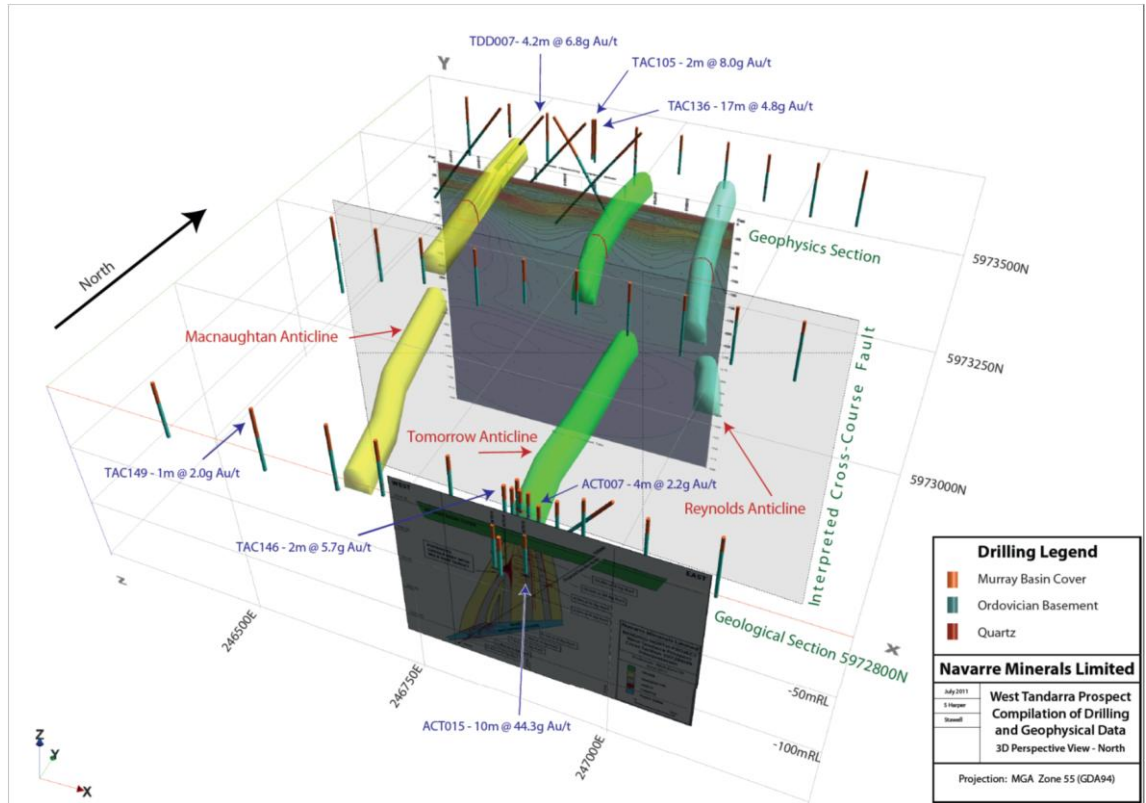 TDD007- 4.2m @ 6.8g Au/t
TAC105 - 2m @ 8.0g Au/t
TAC136 - 17m @ 4.8g Au/t
Y
North
Geophysics Section
5973500N
Macnaughtan Anticline
5973250N
Interpreted Cross-Course Fault
Tomorrow Anticline
TAC149 - 1m @ 2.0g Au/t
ACT007 - 4m @ 2.2g Au/t
5973000N
Reynolds Anticline
WEST
TAC146 - 2m @ 5.7g Au/t
EAST
Z
246500E
Geological Section 5972800N
X
246750E
-50mRL
ACT015 - 10m @ 44.3g Au/t
247000E
-100mRL
Z
Y
X
Drilling Legend
Murray Basin Cover
Ordovician Basement
Quartz
Navarre Minerals Limited
July 2011
S Harper
Stawell
West Tandarra Prospect
Compilation of Drilling
and Geophysical Data
3D Perspective View - North
Projection: MGA Zone 55 (GDA94)